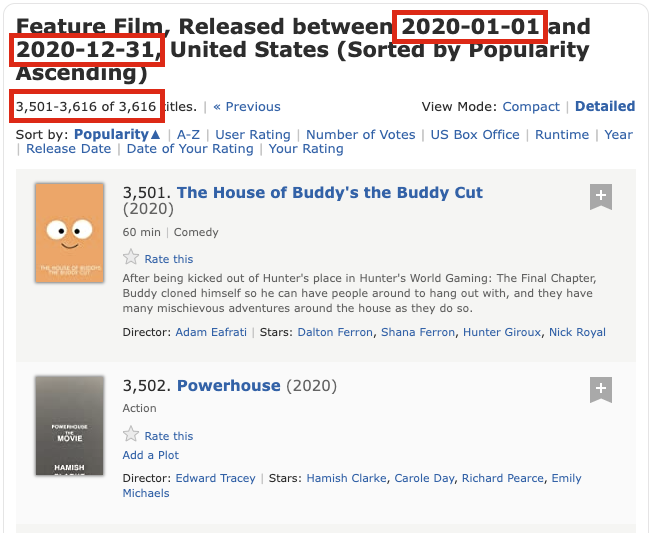 Feature Film, Released between 2020-01-01 and
2020-12-31, United States (Sorted by Popularity
Ascending)
3,501-3,616 of 3,616 titles. | « Previous
View Mode: Compact | Detailed
Sort by: Popularity▲ | A-Z | User Rating | Number of Votes | US Box Office | Runtime | Year
| Release Date | Date of Your Rating | Your Rating
THE HOUSE OF BUDDY'S
THE BUDDY CUT
3,501. The House of Buddy's the Buddy Cut
(2020)
60 min | Comedy
Rate this
After being kicked out of Hunter's place in Hunter's World Gaming: The Final Chapter,
Buddy cloned himself so he can have people around to hang out with, and they have
many mischievous adventures around the house as they do so.
Director: Adam Eafrati | Stars: Dalton Ferron, Shana Ferron, Hunter Giroux, Nick Royal
POWERHOUSE
THE
MOVIE
HAMISH
3,502. Powerhouse (2020)
Action
Rate this
Add a Plot
Director: Edward Tracey | Stars: Hamish Clarke, Carole Day, Richard Pearce, Emily
Michaels